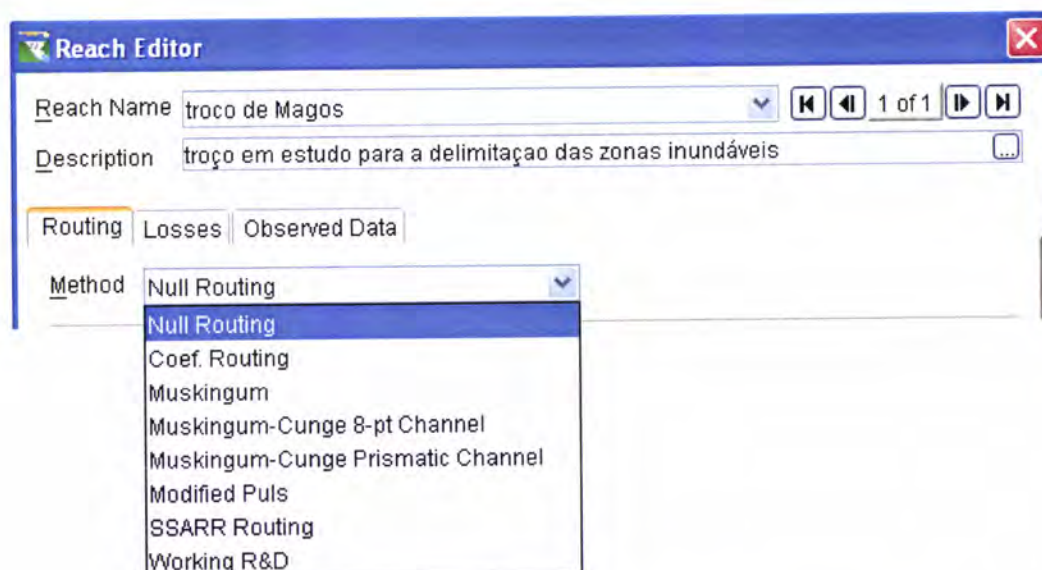 Reach Editor
Reach Name troco de Magos 1 of 1
Description troço em estudo para a delimitaçao das zonas inundáveis ...
Routing Losses Observed Data
Method Null Routing
Null Routing
Coef. Routing
Muskingum
Muskingum-Cunge 8-pt Channel
Muskingum-Cunge Prismatic Channel
Modified Puls
SSARR Routing
Working R&D